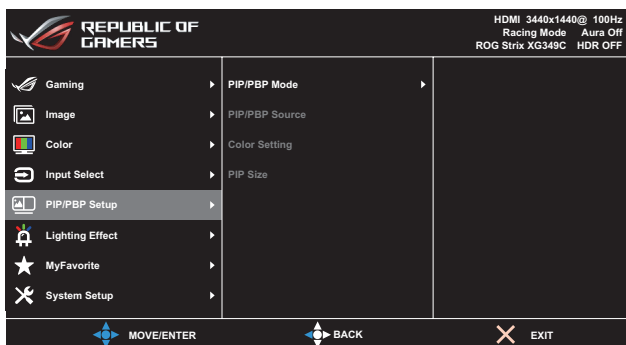 REPUBLIC OF
GAMERS
HDMI 3440x1440@ 100Hz
Racing Mode Aura Off
ROG Strix XG349C HDR OFF
Gaming
Image
Color
Input Select
PIP/PBP Setup
Lighting Effect
MyFavorite
System Setup
PIP/PBP Mode
PIP/PBP Source
Color Setting
PIP Size
MOVE/ENTER
BACK
EXIT